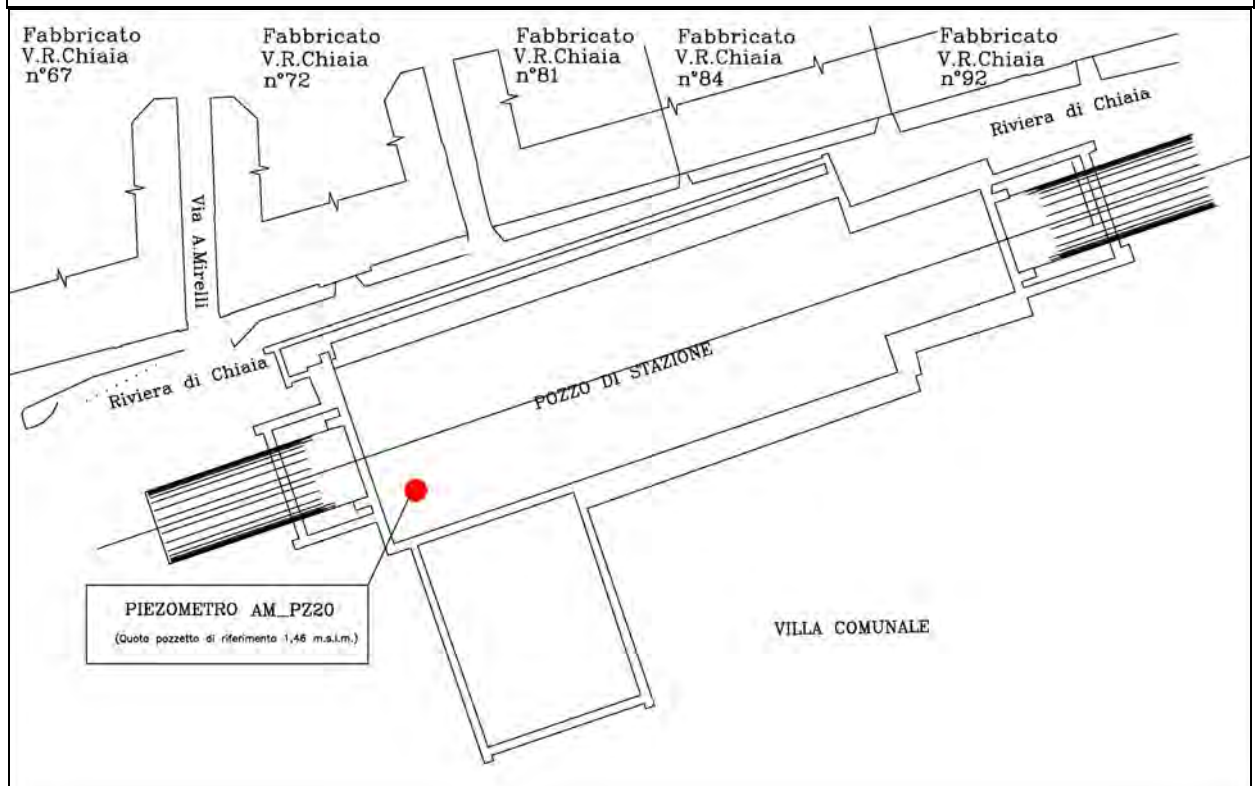 Fabbricato
V.R.Chiaia
n°67
Fabbricato
V.R.Chiaia
n°72
Fabbricato
V.R.Chiaia
n°81
Fabbricato
V.R.Chiaia
n°84
Fabbricato
V.R.Chiaia
n°92
Riviera di Chiaia
Via A.Mirelli
Riviera di Chiaia
POZZO DI STAZIONE
PIEZOMETRO AM_PZ20
(Quota pozzetto di riferimento 1,46 m.s.l.m.)
VILLA COMUNALE